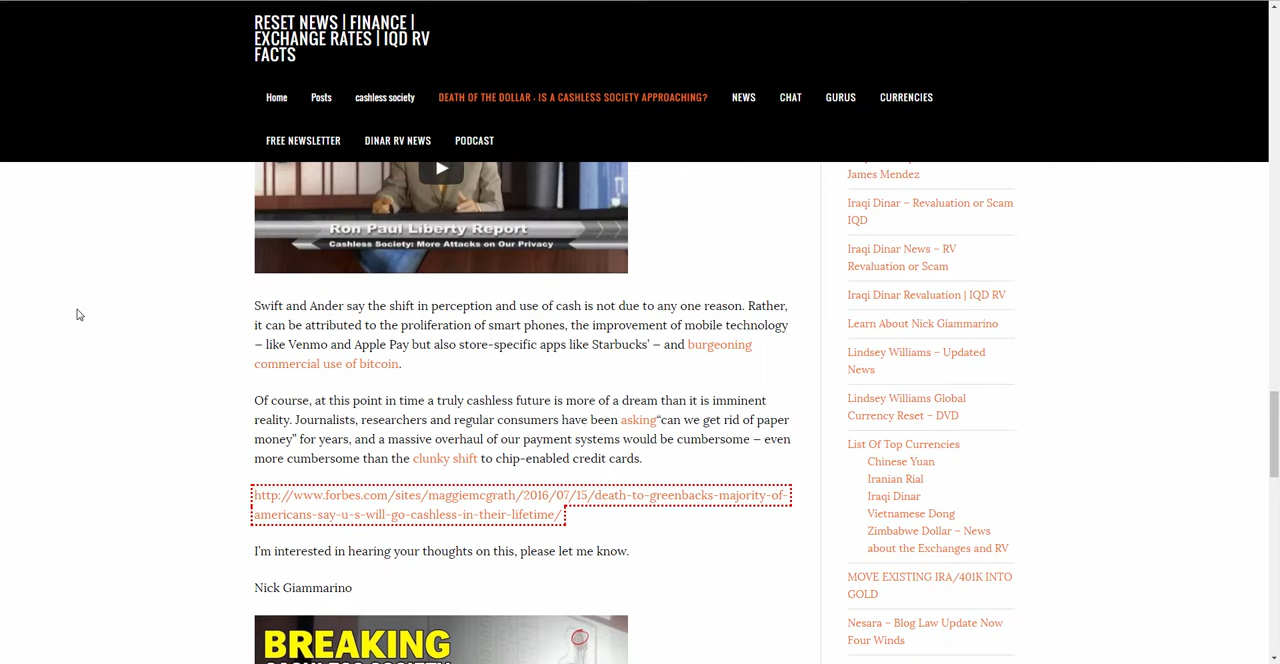 RESET NEWS | FINANCE |
EXCHANGE RATES | IQD RV
FACTS
Home Posts cashless society DEATH OF THE DOLLAR - IS A CASHLESS SOCIETY APPROACHING? NEWS CHAT GURUS CURRENCIES
FREE NEWSLETTER DINAR RV NEWS PODCAST
Ron Paul Liberty Report
Cashless Society: More Attacks on Our Privacy
Swift and Ander say the shift in perception and use of cash is not due to any one reason. Rather,
it can be attributed to the proliferation of smart phones, the improvement of mobile technology
— like Venmo and Apple Pay but also store-specific apps like Starbucks’ — and burgeoning
commercial use of bitcoin.
Of course, at this point in time a truly cashless future is more of a dream than it is imminent
reality. Journalists, researchers and regular consumers have been asking“can we get rid of paper
money” for years, and a massive overhaul of our payment systems would be cumbersome — even
more cumbersome than the clunky shift to chip-enabled credit cards.
http://www.forbes.com/sites/maggiemcgrath/2016/07/15/death-to-greenbacks-majority-of-
americans-say-u-s-will-go-cashless-in-their-lifetime/
I’m interested in hearing your thoughts on this, please let me know.
Nick Giammarino
BREAKING
James Mendez
Iraqi Dinar – Revaluation or Scam
IQD
Iraqi Dinar News – RV
Revaluation or Scam
Iraqi Dinar Revaluation | IQD RV
Learn About Nick Giammarino
Lindsey Williams – Updated
News
Lindsey Williams Global
Currency Reset – DVD
List Of Top Currencies
Chinese Yuan
Iranian Rial
Iraqi Dinar
Vietnamese Dong
Zimbabwe Dollar – News
about the Exchanges and RV
MOVE EXISTING IRA/401K INTO
GOLD
Nesara – Blog Law Update Now
Four Winds